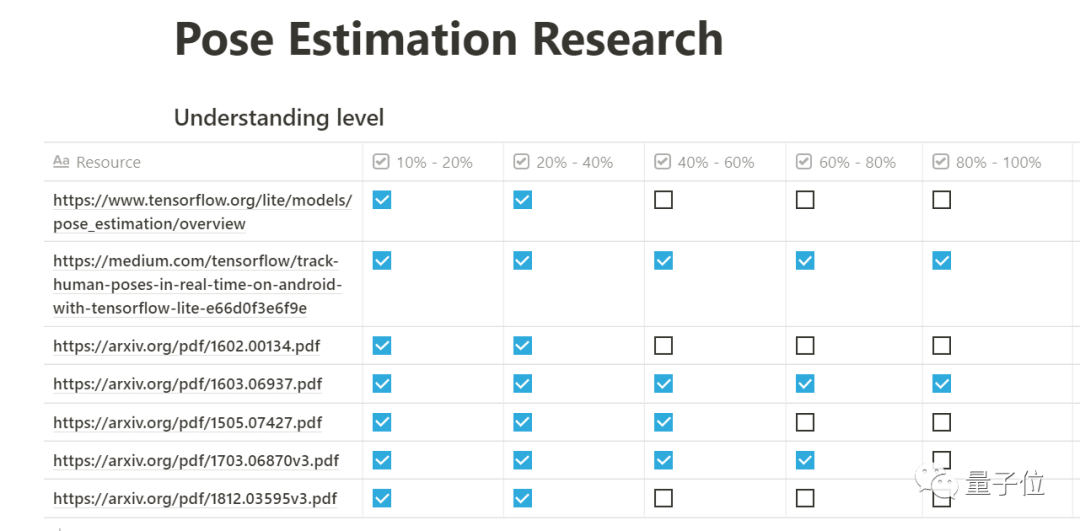 Pose Estimation Research
Understanding level
Aa Resource 10% - 20% 20% - 40% 40% - 60% 60% - 80% 80% - 100%
https://www.tensorflow.org/lite/models/
pose_estimation/overview
https://medium.com/tensorflow/track-
human-poses-in-real-time-on-android-
with-tensorflow-lite-e66d0f3e6f9e
https://arxiv.org/pdf/1602.00134.pdf
https://arxiv.org/pdf/1603.06937.pdf
https://arxiv.org/pdf/1505.07427.pdf
https://arxiv.org/pdf/1703.06870v3.pdf
https://arxiv.org/pdf/1812.03595v3.pdf
量子位